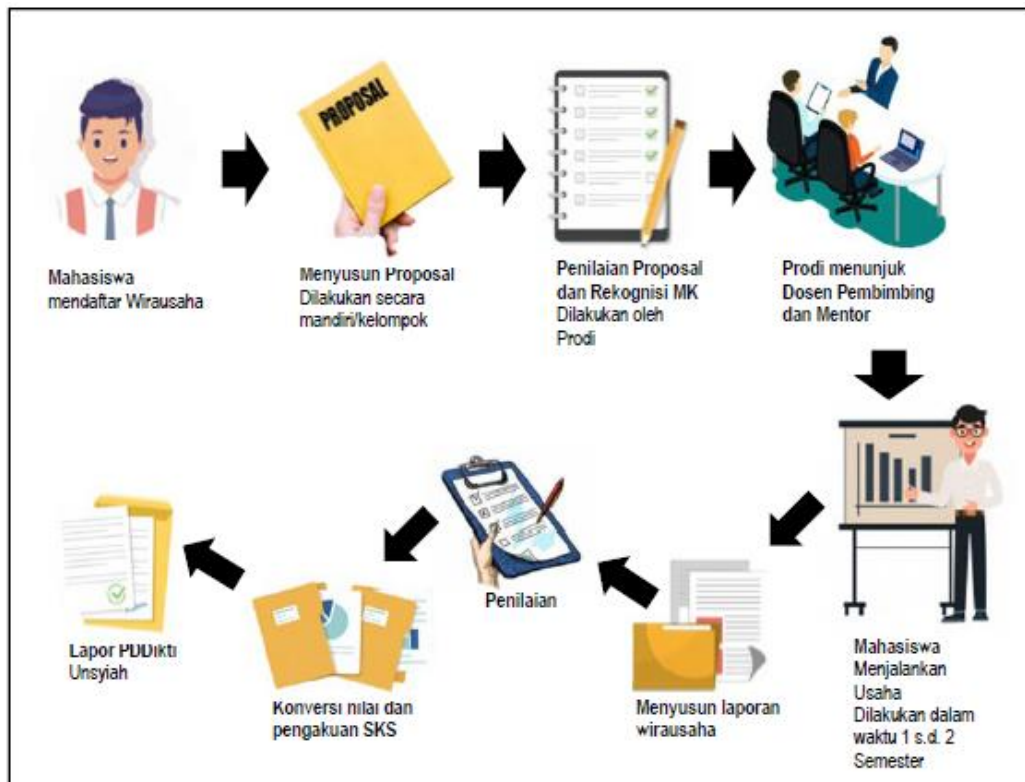 Mahasiswa
mendaftar Wirausaha
PROPOSAL
Menyusun Proposal
Dilakukan secara
mandiri/kelompok
Penilaian Proposal
dan Rekognisi MK
Dilakukan oleh
Prodi
Prodi menunjuk
Dosen Pembimbing
dan Mentor
Mahasiswa
Menjalankan
Usaha
Dilakukan dalam
waktu 1 s.d. 2
Semester
Menyusun laporan
wirausaha
Penilaian
Konversi nilai dan
pengakuan SKS
Lapor PDDikti
Unsyiah